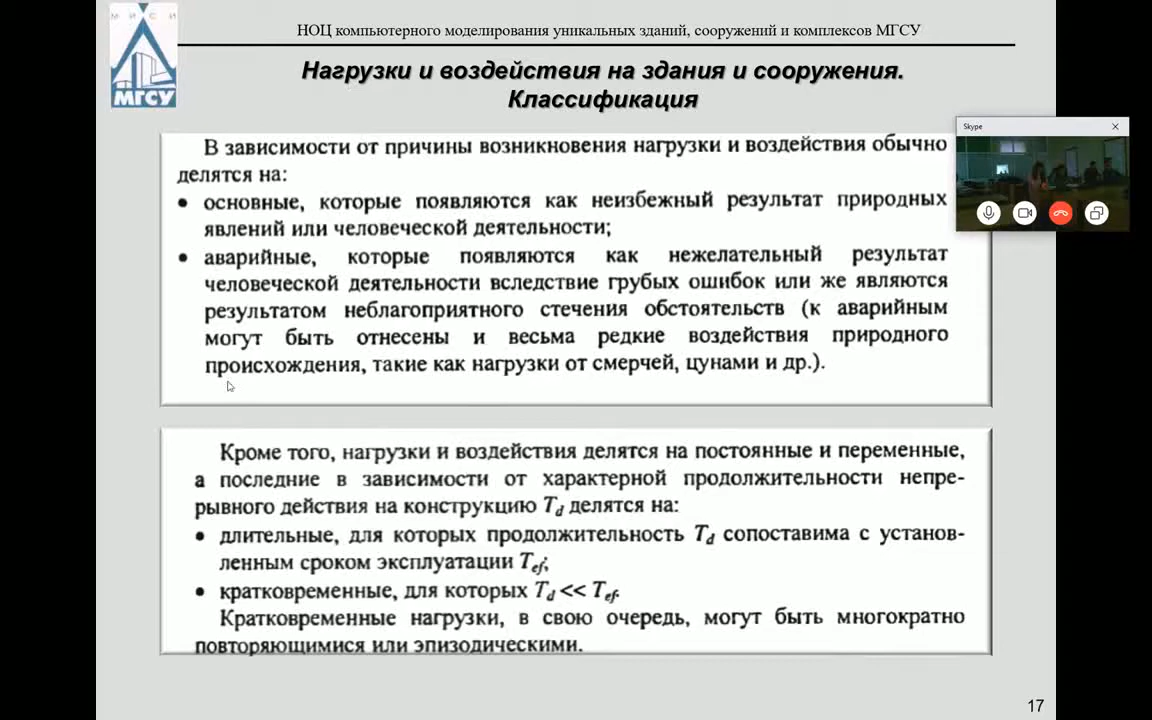 МИСИ
МГСУ
НОЦ компьютерного моделирования уникальных зданий, сооружений и комплексов МГСУ
Нагрузки и воздействия на здания и сооружения.
Классификация
Skype
В зависимости от причины возникновения нагрузки и воздействия обычно
делятся на:
• основные, которые появляются как неизбежный результат природных
явлений или человеческой деятельности;
• аварийные, которые появляются как нежелательный результат
человеческой деятельности вследствие грубых ошибок или же являются
результатом неблагоприятного стечения обстоятельств (к аварийным
могут быть отнесены и весьма редкие воздействия природного
происхождения, такие как нагрузки от смерчей, цунами и др.).
Кроме того, нагрузки и воздействия делятся на постоянные и переменные,
а последние в зависимости от характерной продолжительности непре-
рывного действия на конструкцию Td делятся на:
• длительные, для которых продолжительность Td сопоставима с установ-
ленным сроком эксплуатации Tef;
• кратковременные, для которых Td << Tef.
Кратковременные нагрузки, в свою очередь, могут быть многократно
повторяющимися или эпизодическими.
17